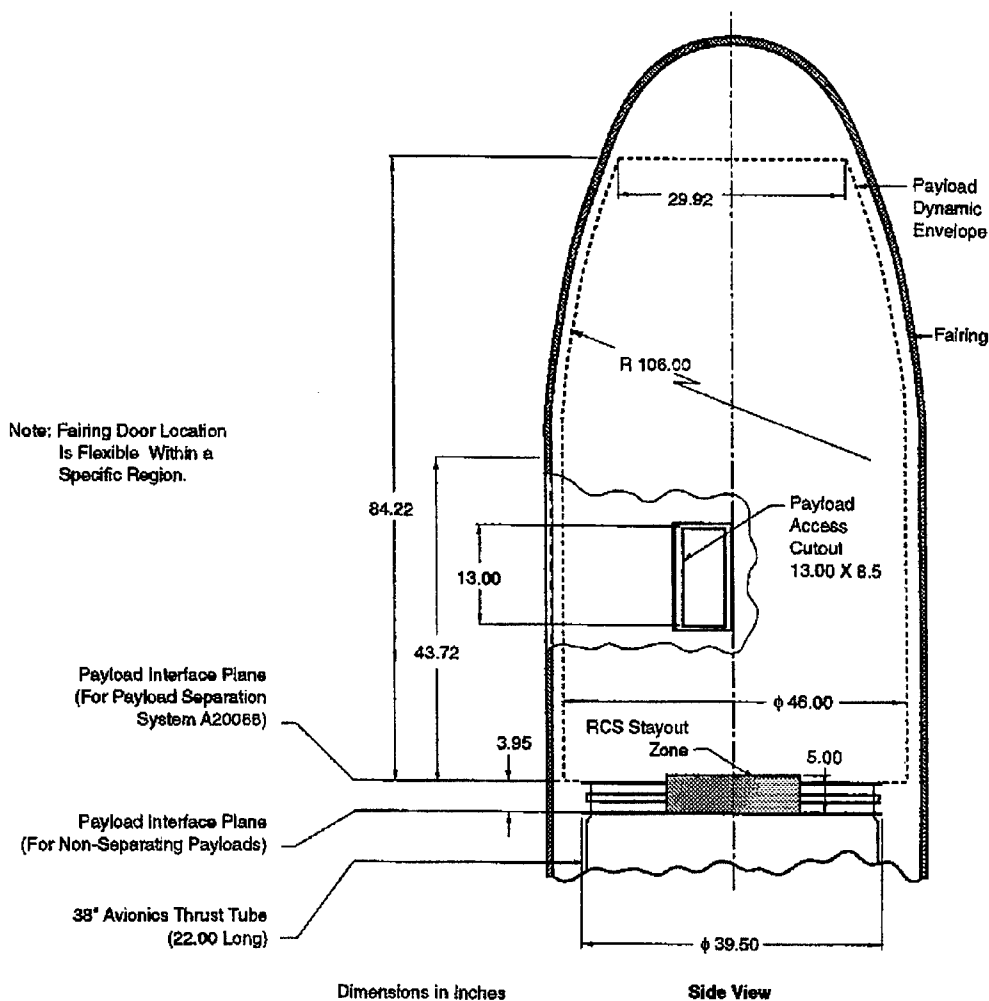 29.92
Payload
Dynamic
Envelope
Fairing
R 106.00
Note: Fairing Door Location
Is Flexible Within a
Specific Region.
84.22
Payload
Access
Cutout
13.00 X 8.5
13.00
43.72
Payload Interface Plane
(For Payload Separation
System A20066)
ϕ 46.00
RCS Stayout
Zone
3.95
5.00
Payload Interface Plane
(For Non-Separating Payloads)
38" Avionics Thrust Tube
(22.00 Long)
ϕ 39.50
Dimensions in Inches
Side View